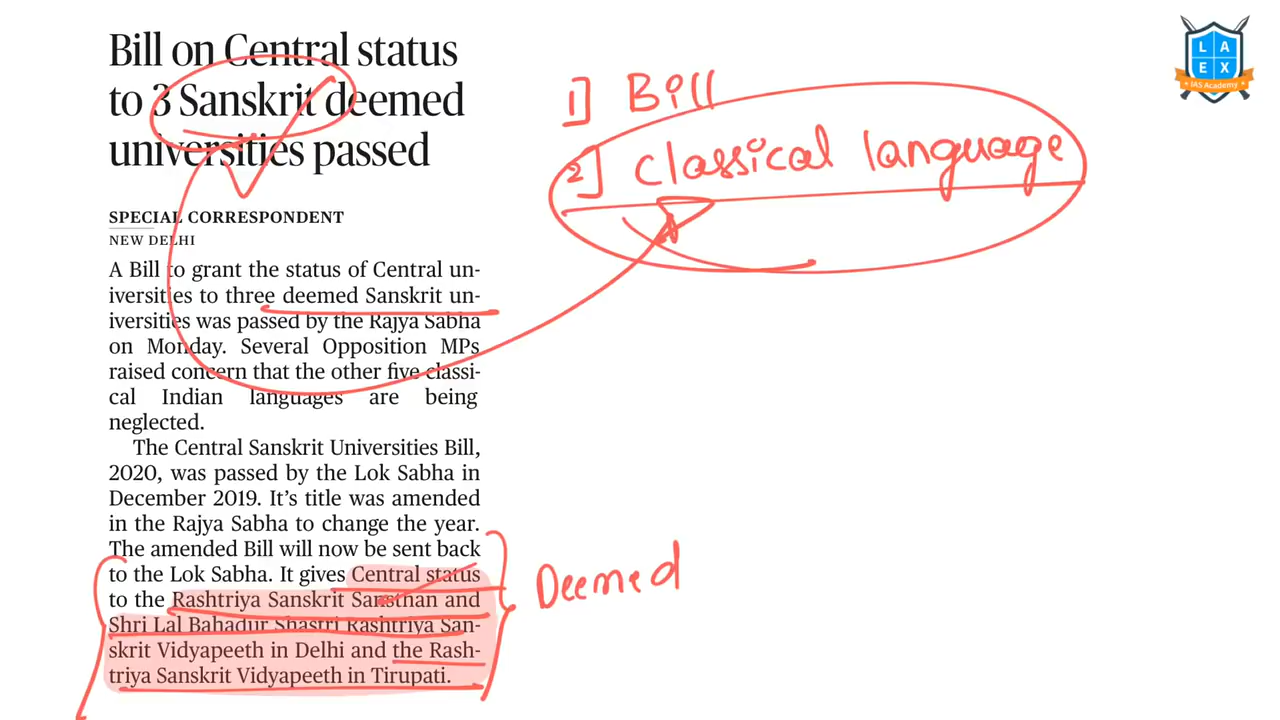 Bill on Central status
to 3 Sanskrit deemed
universities passed
SPECIAL CORRESPONDENT
NEW DELHI
A Bill to grant the status of Central un-
iversities to three deemed Sanskrit un-
iversities was passed by the Rajya Sabha
on Monday. Several Opposition MPs
raised concern that the other five classi-
cal Indian languages are being
neglected.
The Central Sanskrit Universities Bill,
2020, was passed by the Lok Sabha in
December 2019. It's title was amended
in the Rajya Sabha to change the year.
The amended Bill will now be sent back
to the Lok Sabha. It gives Central status
to the Rashtriya Sanskrit Sansthan and
Shri Lal Bahadur Shastri Rashtriya San-
skrit Vidyapeeth in Delhi and the Rash-
triya Sanskrit Vidyapeeth in Tirupati.
1] Bill
2] classical language
Deemed
L A
E X
IAS Academy